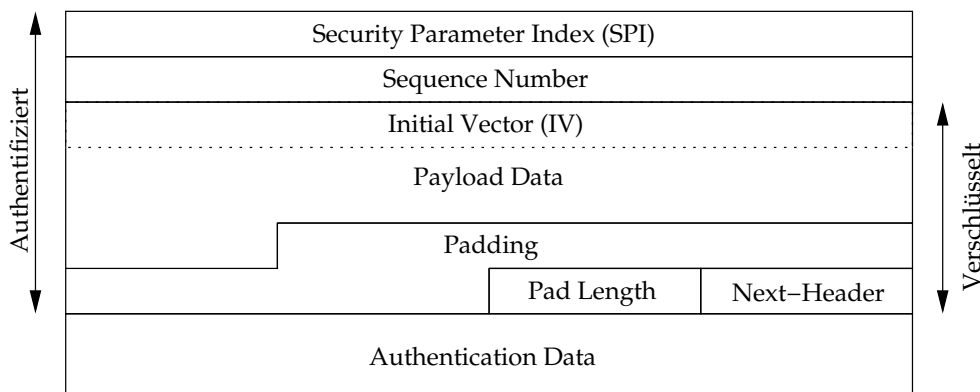 Security Parameter Index (SPI)
Sequence Number
Initial Vector (IV)
Payload Data
Padding
Pad Length
Next−Header
Authentication Data
Authentifiziert
Verschlüsselt